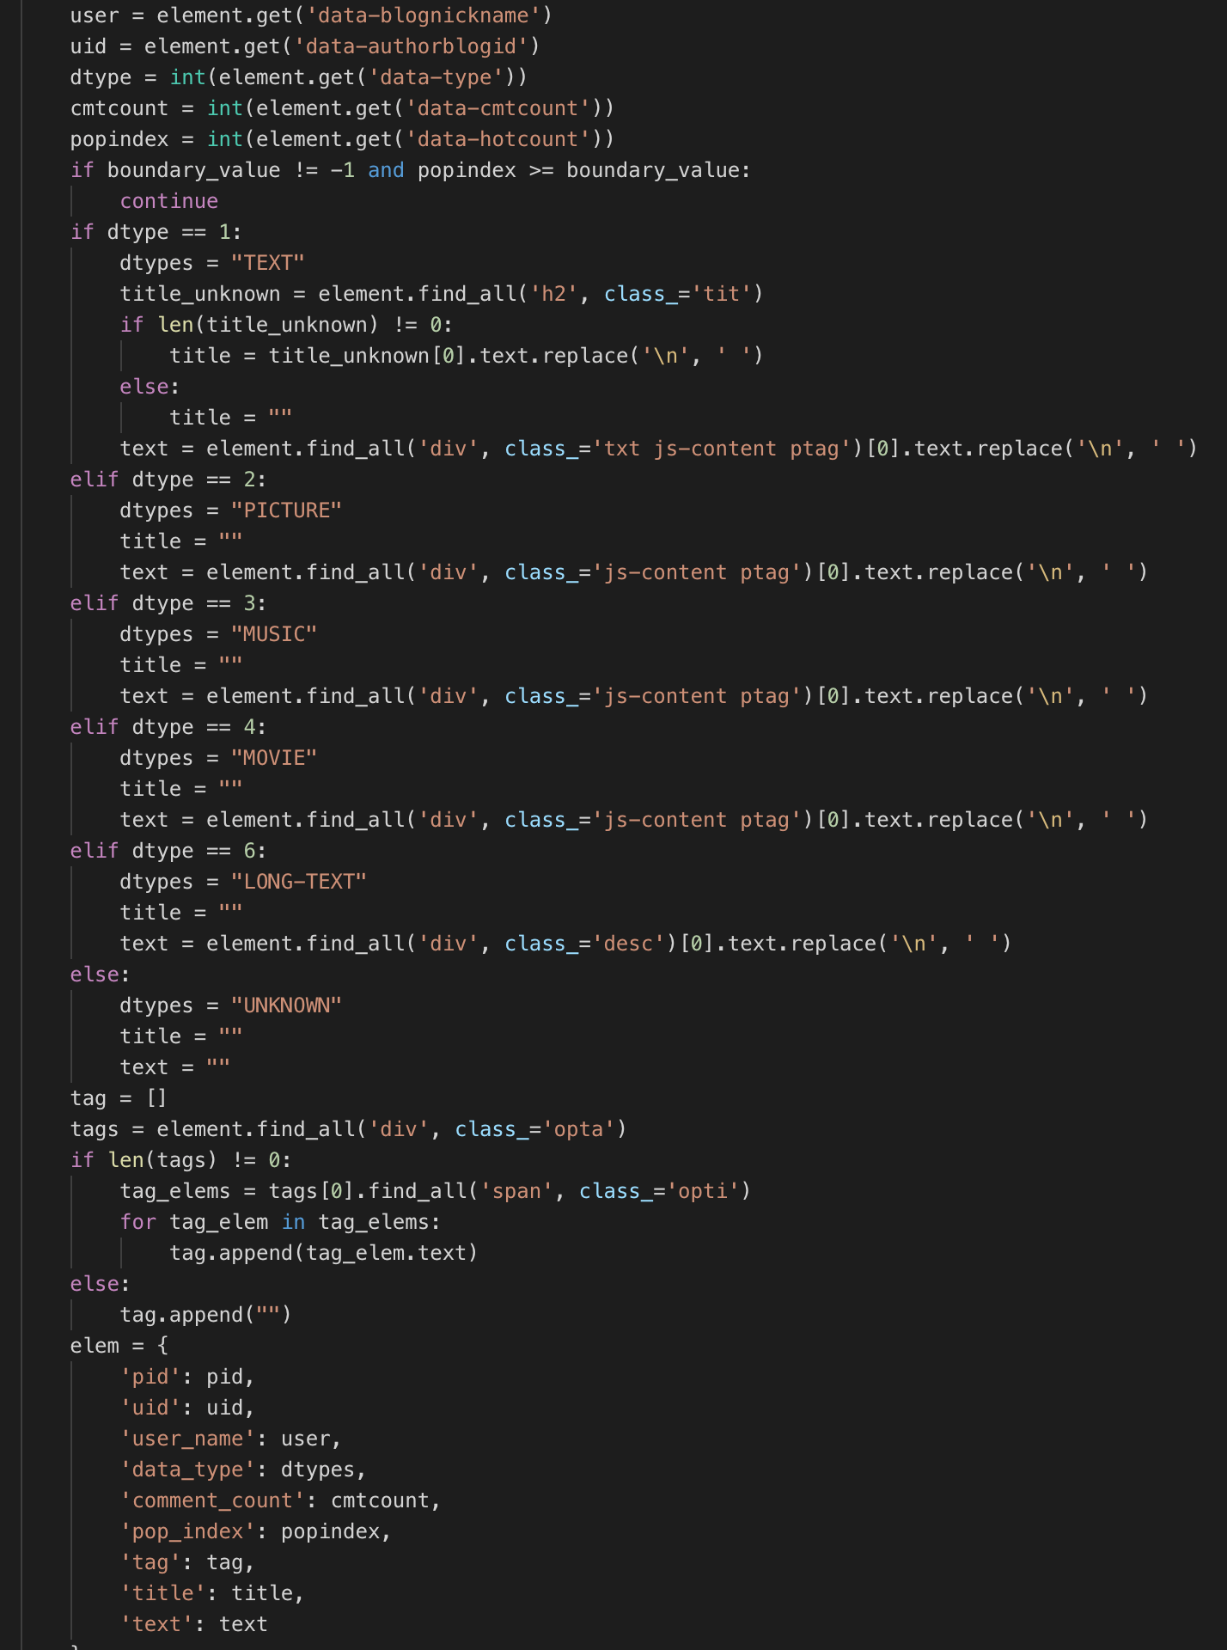 user = element.get('data-blognickname')
uid = element.get('data-authorblogid')
dtype = int(element.get('data-type'))
cmtcount = int(element.get('data-cmtcount'))
popindex = int(element.get('data-hotcount'))
if boundary_value != -1 and popindex >= boundary_value:
    continue
if dtype == 1:
    dtypes = "TEXT"
    title_unknown = element.find_all('h2', class_='tit')
    if len(title_unknown) != 0:
        title = title_unknown[0].text.replace('\n', ' ')
    else:
        title = ""
    text = element.find_all('div', class_='txt js-content ptag')[0].text.replace('\n', ' ')
elif dtype == 2:
    dtypes = "PICTURE"
    title = ""
    text = element.find_all('div', class_='js-content ptag')[0].text.replace('\n', ' ')
elif dtype == 3:
    dtypes = "MUSIC"
    title = ""
    text = element.find_all('div', class_='js-content ptag')[0].text.replace('\n', ' ')
elif dtype == 4:
    dtypes = "MOVIE"
    title = ""
    text = element.find_all('div', class_='js-content ptag')[0].text.replace('\n', ' ')
elif dtype == 6:
    dtypes = "LONG-TEXT"
    title = ""
    text = element.find_all('div', class_='desc')[0].text.replace('\n', ' ')
else:
    dtypes = "UNKNOWN"
    title = ""
    text = ""
tag = []
tags = element.find_all('div', class_='opta')
if len(tags) != 0:
    tag_elems = tags[0].find_all('span', class_='opti')
    for tag_elem in tag_elems:
        tag.append(tag_elem.text)
else:
    tag.append("")
elem = {
    'pid': pid,
    'uid': uid,
    'user_name': user,
    'data_type': dtypes,
    'comment_count': cmtcount,
    'pop_index': popindex,
    'tag': tag,
    'title': title,
    'text': text
}